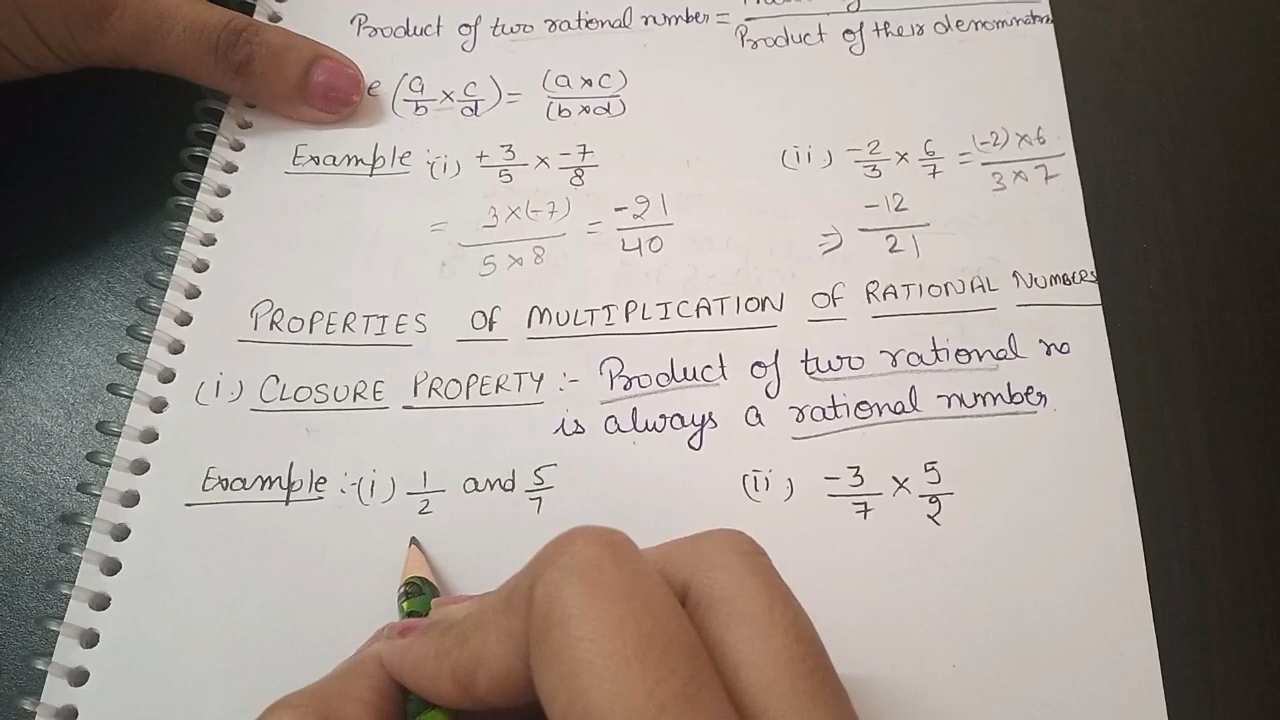 Product of two rational number =
Product of their denominators
e (a/b × c/d) = (a×c)/(b×d)
Example :- (i) +3/5 × -7/8
= 3×(-7)/5×8 = -21/40
(ii) -2/3 × 6/7 = (-2)×6/3×7
⇒ -12/21
PROPERTIES OF MULTIPLICATION OF RATIONAL NUMBERS
(i.) CLOSURE PROPERTY :- Product of two rational no
is always a rational number.
Example :- (i) 1/2 and 5/7
(ii) -3/7 × 5/2